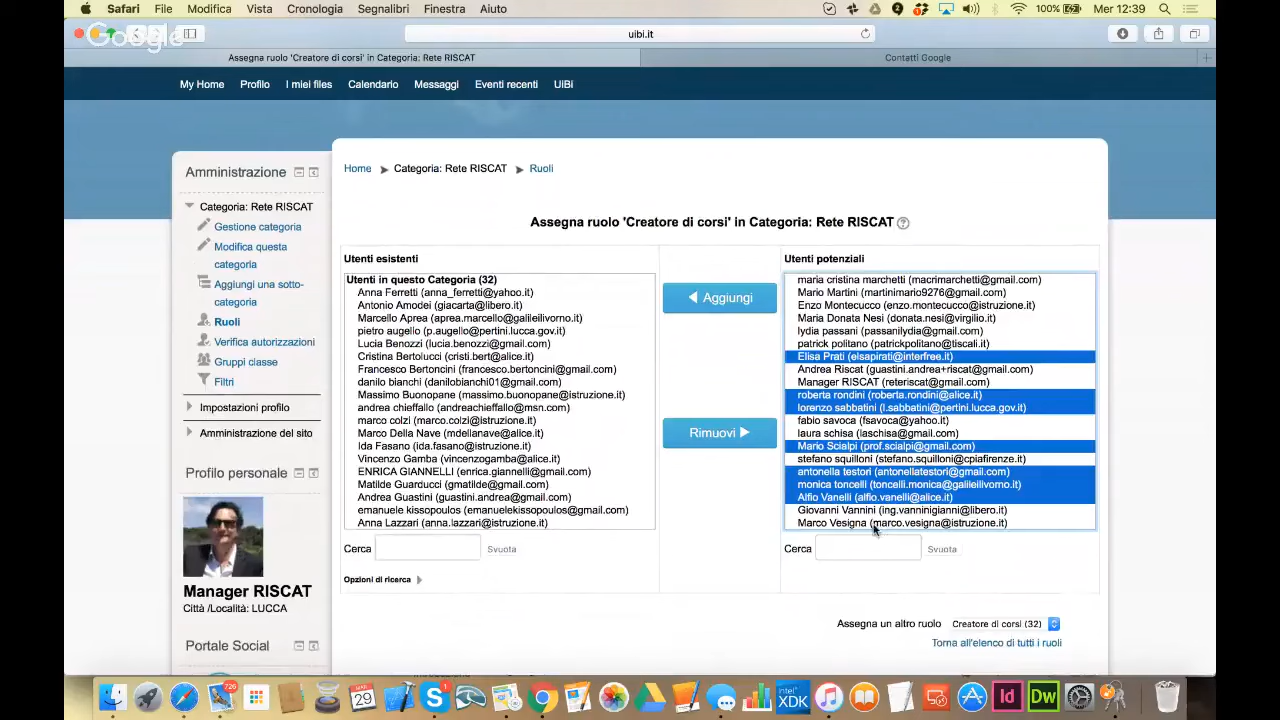 Safari File Modifica Vista Cronologia Segnalibri Finestra Aiuto 100% Mer 12:39
Google
uibi.it
Assegna ruolo 'Creatore di corsi' in Categoria: Rete RISCAT
Contatti Google
My Home Profilo I miei files Calendario Messaggi Eventi recenti UiBi
Home Categoria: Rete RISCAT Ruoli
Amministrazione
Categoria: Rete RISCAT
Gestione categoria
Modifica questa
categoria
Aggiungi una sotto-
categoria
Ruoli
Verifica autorizzazioni
Gruppi classe
Filtri
Impostazioni profilo
Amministrazione del sito
Profilo personale
Manager RISCAT
Città /Località: LUCCA
Portale Social
Assegna ruolo 'Creatore di corsi' in Categoria: Rete RISCAT
Utenti esistenti
Utenti in questo Categoria (32)
Anna Ferretti (anna_ferretti@yahoo.it)
Antonio Amodei (giacarta@libero.it)
Marcello Aprea (aprea.marcello@galileilivorno.it)
pietro augello (p.augello@pertini.lucca.gov.it)
Lucia Benozzi (lucia.benozzi@gmail.com)
Cristina Bertolucci (cristi.bert@alice.it)
Francesco Bertoncini (francescobertoncini@gmail.com)
danilo bianchi (danilobianchi01@gmail.com)
Massimo Buonopane (massimo.buonopane@istruzione.it)
andrea chieffallo (andreachieffallo@msn.com)
marco colzi (marco.colzi@istruzione.it)
Marco Della Nave (mdellanave@alice.it)
Ida Fasano (ida.fasano@istruzione.it)
Vincenzo Gamba (vincenzogamba@alice.it)
ENRICA GIANNELLI (enrica.giannelli@gmail.com)
Matilde Guarducci (gmatilde@gmail.com)
Andrea Guastini (guastini.andrea@gmail.com)
emanuele kissopoulos (emanuelekissopoulos@gmail.com)
Anna Lazzari (anna.lazzari@istruzione.it)
Cerca Svuota
Opzioni di ricerca
Aggiungi
Rimuovi
Utenti potenziali
maria cristina marchetti (macrimarchetti@gmail.com)
Mario Martini (martinimario9276@gmail.com)
Enzo Montecucco (enzo.montecucco@istruzione.it)
Maria Donata Nesi (donata.nesi@virgilio.it)
lydia passani (passanilydia@gmail.com)
patrick politano (patrickpolitano@tiscali.it)
Elisa Prati (elsapirati@interfree.it)
Andrea Riscat (guastini.andrea+riscat@gmail.com)
Manager RISCAT (reteriscat@gmail.com)
roberta rondini (roberta.rondini@alice.it)
lorenzo sabbatini (l.sabbatini@pertini.lucca.gov.it)
fabio savoca (fsavoca@yahoo.it)
laura schisa (laschisa@gmail.com)
Mario Scialpi (prof.scialpi@gmail.com)
stefano squilloni (stefano.squilloni@cpiafirenze.it)
antonella testori (antonellatestori@gmail.com)
monica toncelli (toncelli.monica@galileilivorno.it)
Alfio Vanelli (alfio.vanelli@alice.it)
Giovanni Vannini (ing.vanninigianni@libero.it)
Marco Vesigna (marco.vesigna@istruzione.it)
Cerca Svuota
Assegna un altro ruolo Creatore di corsi (32)
Torna all'elenco di tutti i ruoli
726
29
intel
XDK
Id
Dw